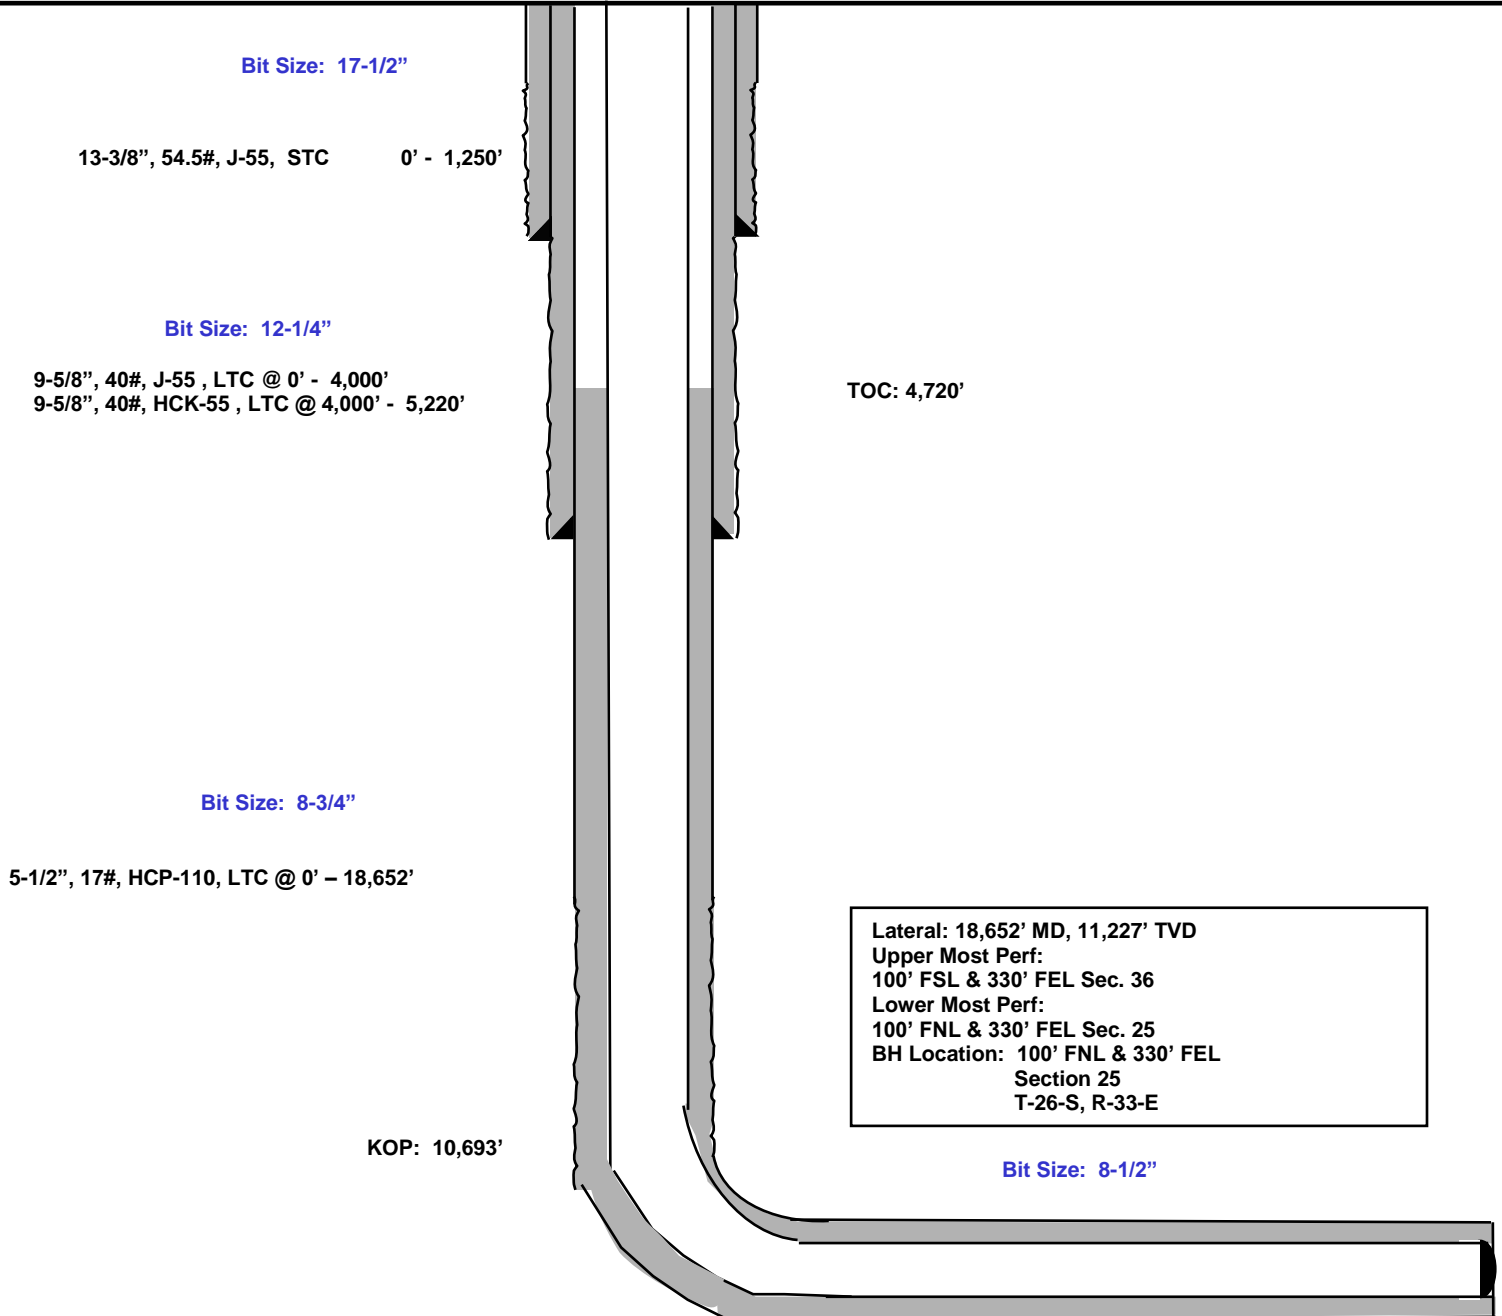 Bit Size: 17-1/2”
13-3/8”, 54.5#, J-55, STC 0’ - 1,250’
Bit Size: 12-1/4”
9-5/8”, 40#, J-55 , LTC @ 0’ - 4,000’
9-5/8”, 40#, HCK-55 , LTC @ 4,000’ - 5,220’
TOC: 4,720’
Bit Size: 8-3/4”
5-1/2”, 17#, HCP-110, LTC @ 0’ – 18,652’
Lateral: 18,652’ MD, 11,227’ TVD
Upper Most Perf:
100’ FSL & 330’ FEL Sec. 36
Lower Most Perf:
100’ FNL & 330’ FEL Sec. 25
BH Location: 100’ FNL & 330’ FEL
Section 25
T-26-S, R-33-E
KOP: 10,693’
Bit Size: 8-1/2”